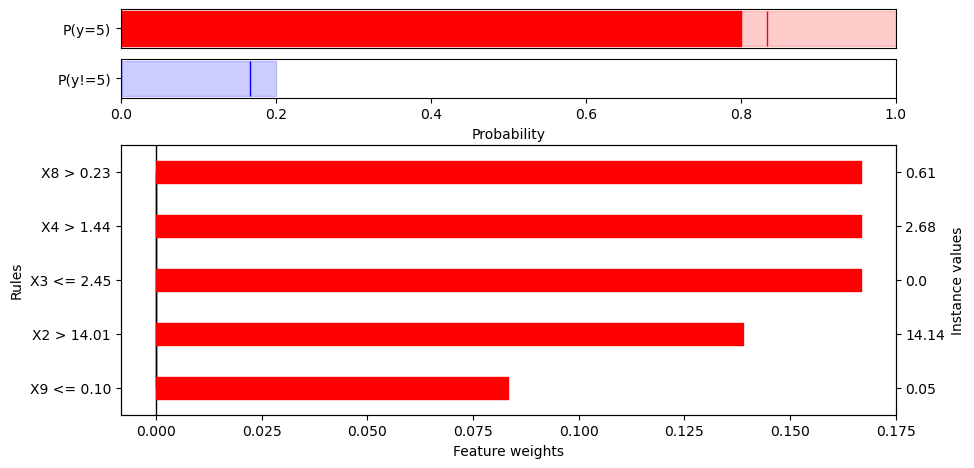 P(y=5)
P(y!=5)
0.0 0.2 0.4 0.6 0.8 1.0
Probability
X8 > 0.23 0.61
X4 > 1.44 2.68
X3 <= 2.45 0.0
X2 > 14.01 14.14
X9 <= 0.10 0.05
Rules
Instance values
0.000 0.025 0.050 0.075 0.100 0.125 0.150 0.175
Feature weights